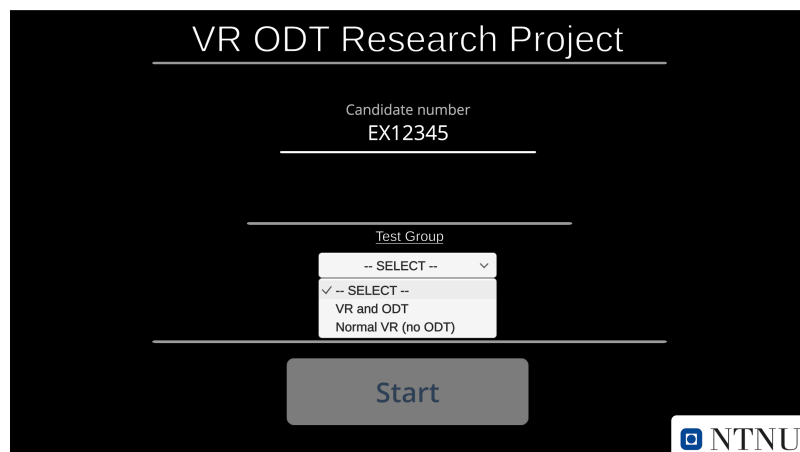 VR ODT Research Project
Candidate number
EX12345
Test Group
-- SELECT --
-- SELECT --
VR and ODT
Normal VR (no ODT)
Start
NTNU